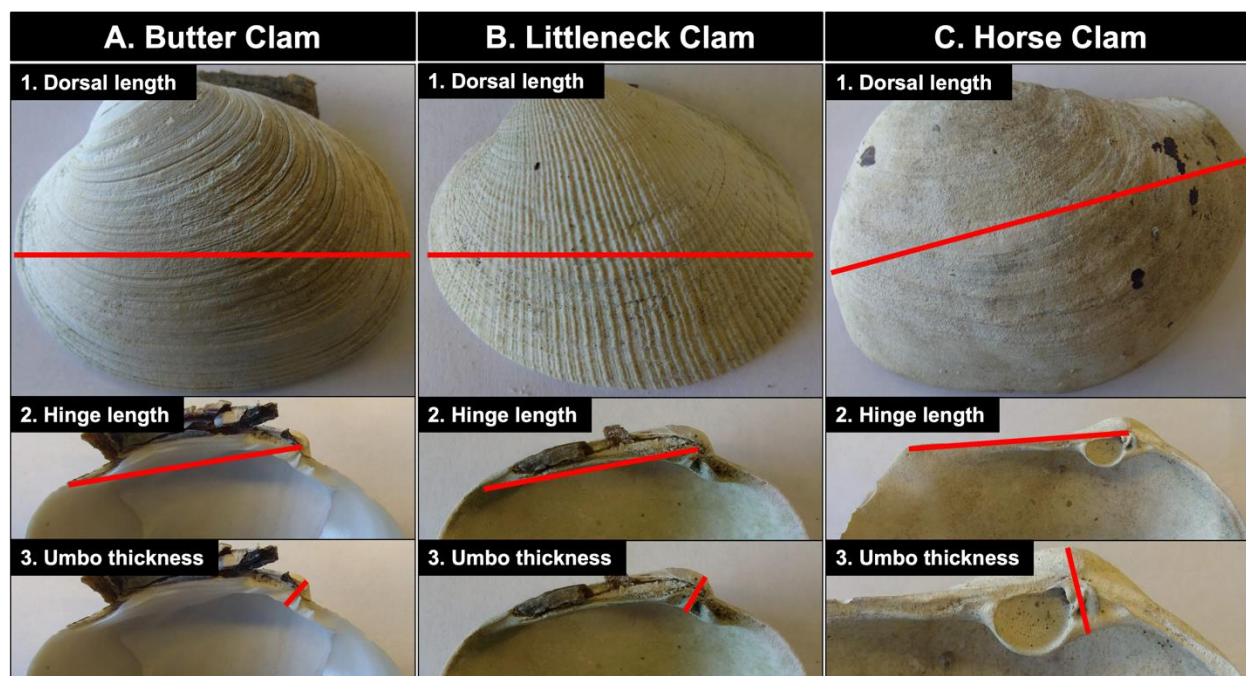 A. Butter Clam
B. Littleneck Clam
C. Horse Clam
1. Dorsal length
1. Dorsal length
1. Dorsal length
2. Hinge length
2. Hinge length
2. Hinge length
3. Umbo thickness
3. Umbo thickness
3. Umbo thickness